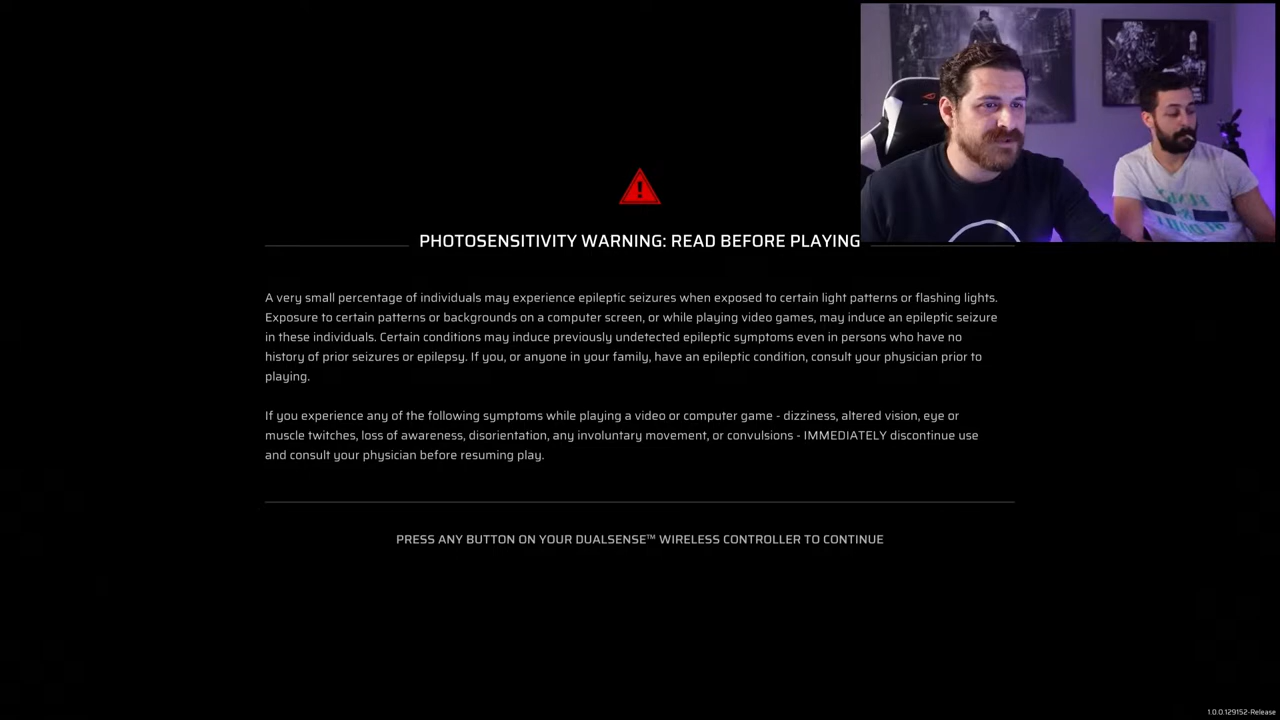 PHOTOSENSITIVITY WARNING: READ BEFORE PLAYING
A very small percentage of individuals may experience epileptic seizures when exposed to certain light patterns or flashing lights.
Exposure to certain patterns or backgrounds on a computer screen, or while playing video games, may induce an epileptic seizure
in these individuals. Certain conditions may induce previously undetected epileptic symptoms even in persons who have no
history of prior seizures or epilepsy. If you, or anyone in your family, have an epileptic condition, consult your physician prior to
playing.
If you experience any of the following symptoms while playing a video or computer game - dizziness, altered vision, eye or
muscle twitches, loss of awareness, disorientation, any involuntary movement, or convulsions - IMMEDIATELY discontinue use
and consult your physician before resuming play.
PRESS ANY BUTTON ON YOUR DUALSENSE™ WIRELESS CONTROLLER TO CONTINUE
1.0.0.129152-Release